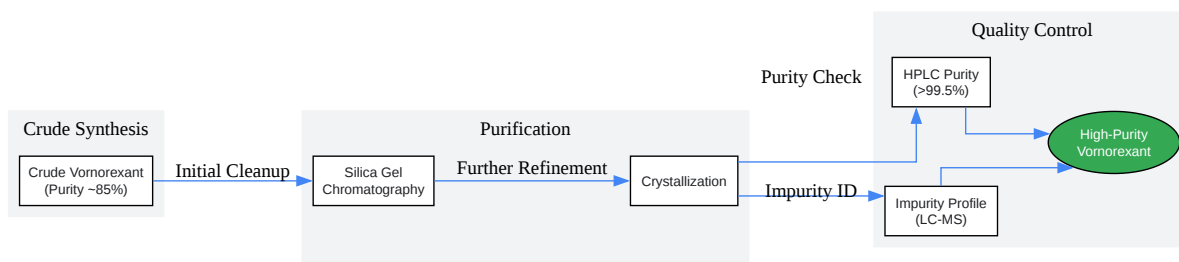 Crude Synthesis
Crude Vornorexant
(Purity ~85%)
Initial Cleanup
Purification
Silica Gel
Chromatography
Further Refinement
Crystallization
Purity Check
Impurity ID
Quality Control
HPLC Purity
(>99.5%)
Impurity Profile
(LC-MS)
High-Purity
Vornorexant